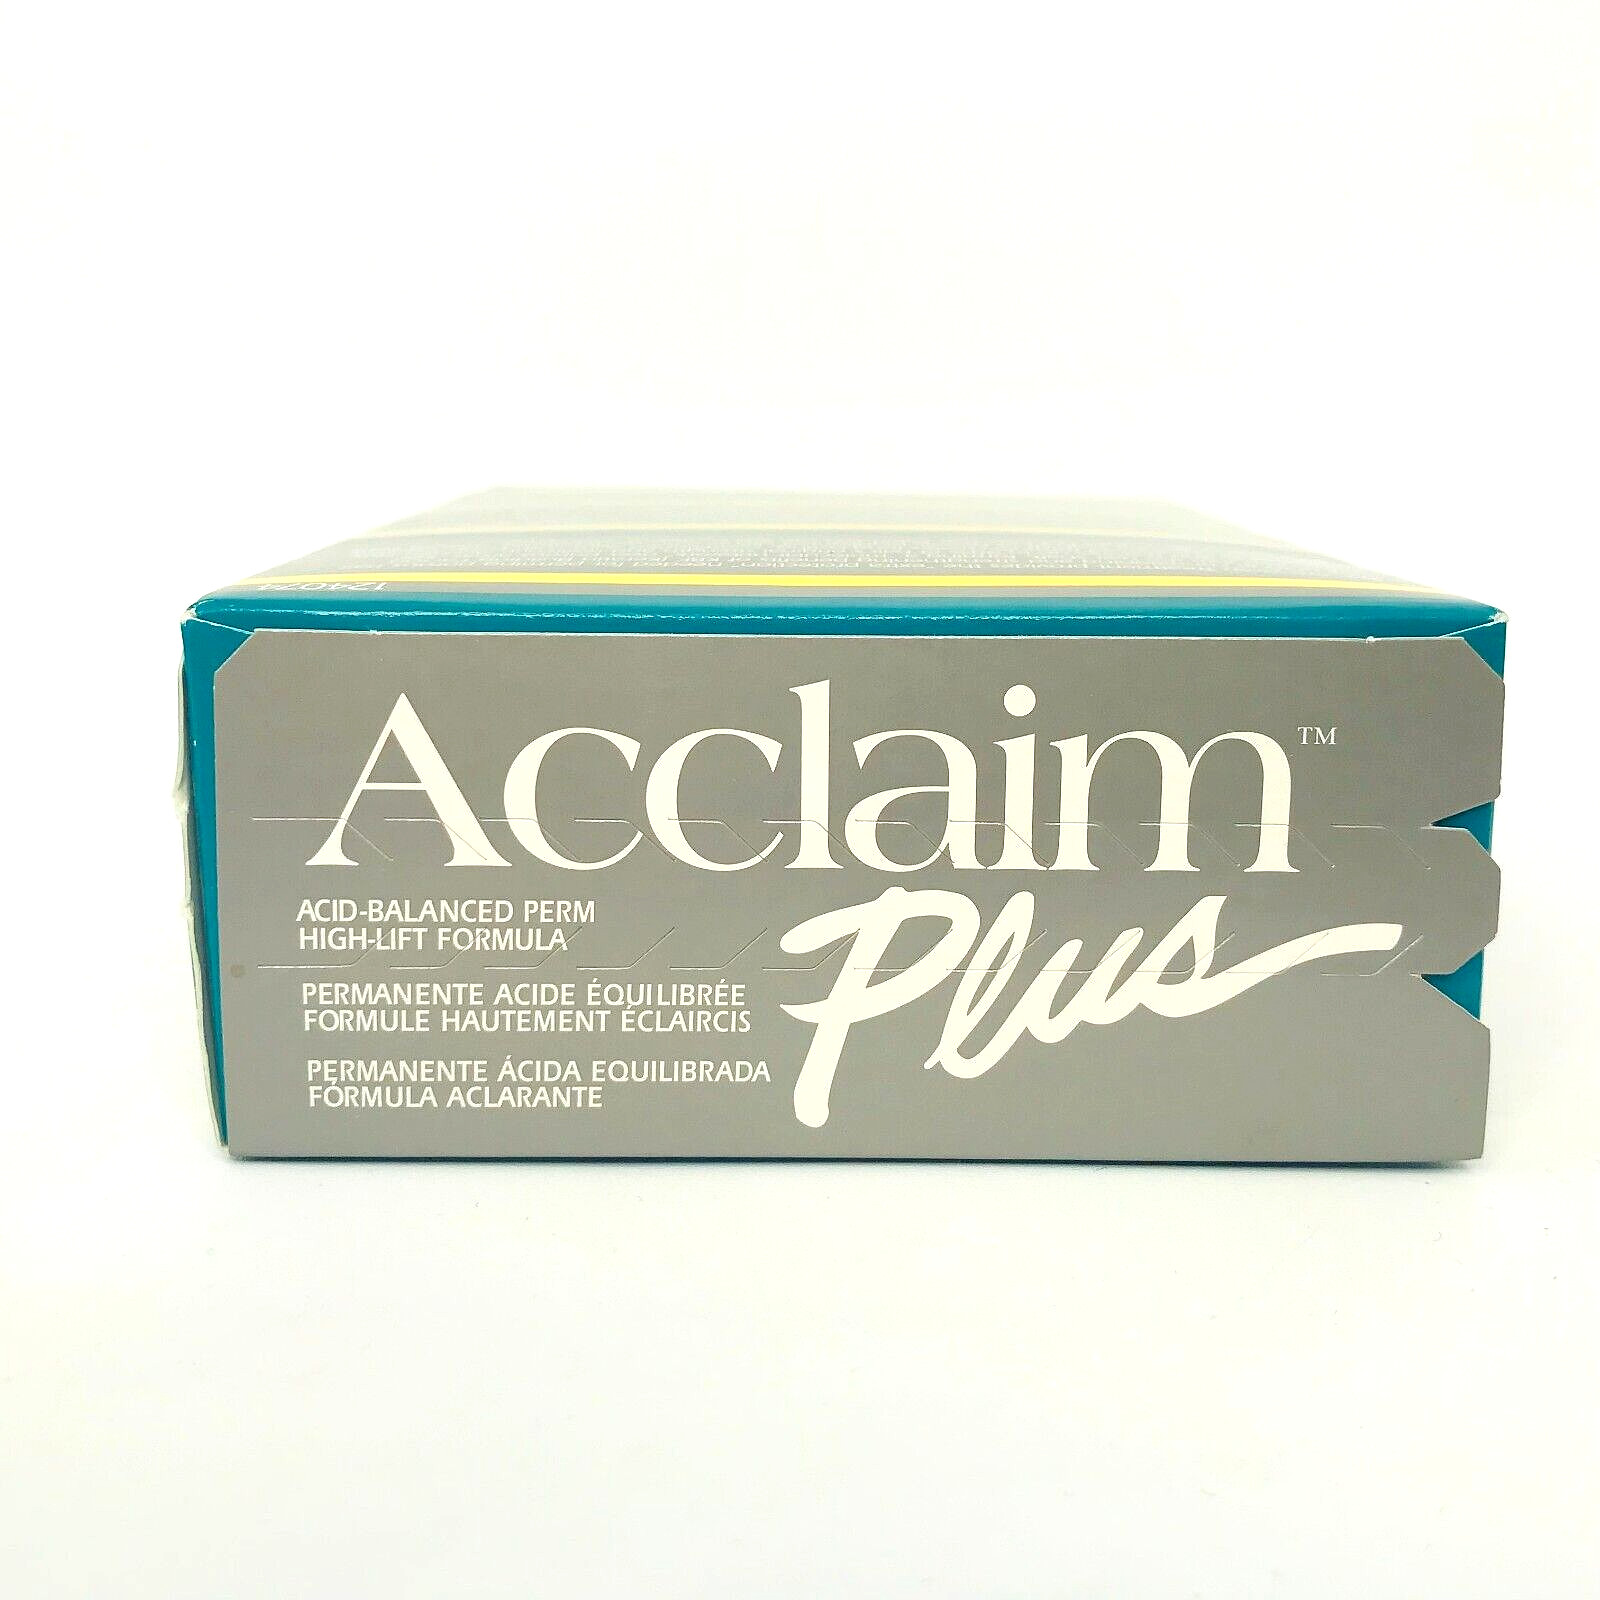 Acclaim™
Plus
ACID-BALANCED PERM
HIGH-LIFT FORMULA
PERMANENTE ACIDE ÉQUILIBRÉE
FORMULE HAUTEMENT ÉCLAIRCIS
PERMANENTE ÁCIDA EQUILIBRADA
FÓRMULA ACLARANTE